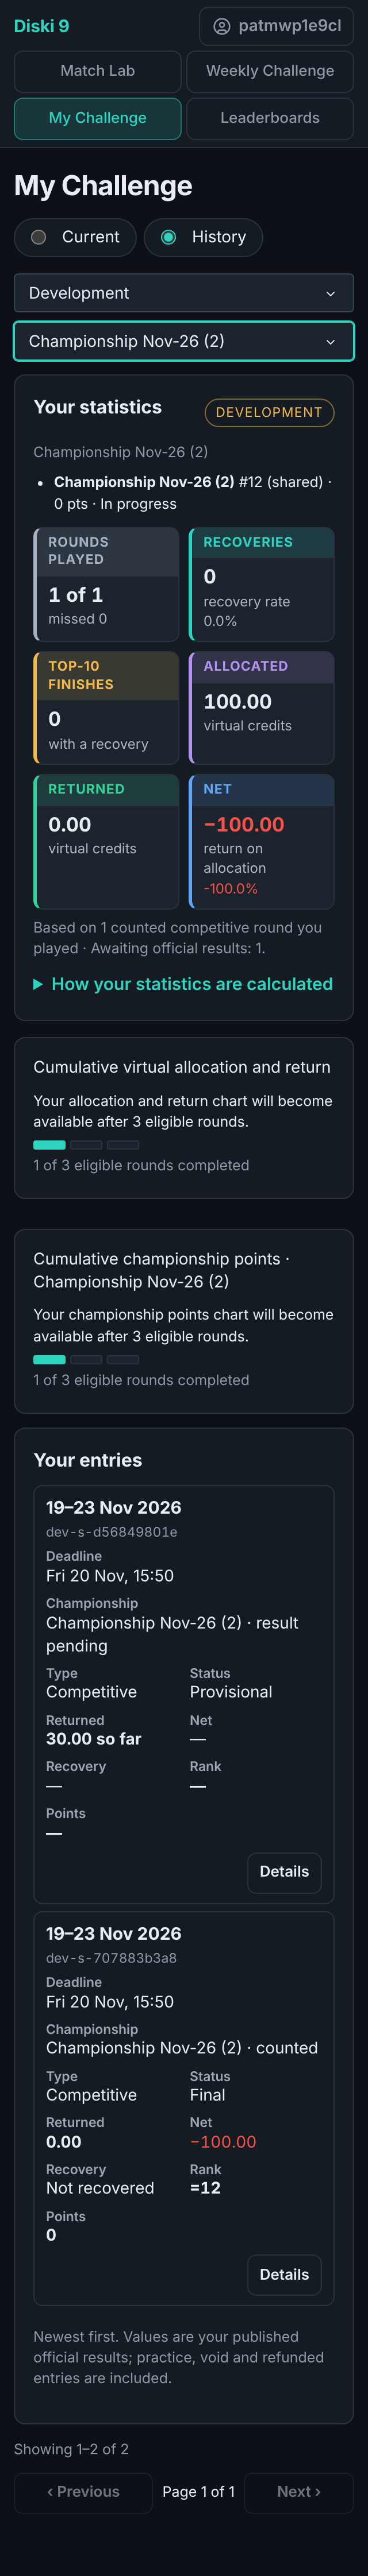 Diski 9
patmwp1e9cl
Match Lab
Weekly Challenge
My Challenge
Leaderboards
My Challenge
Current
History
Development
Championship Nov-26 (2)
Your statistics
DEVELOPMENT
Championship Nov-26 (2)
• Championship Nov-26 (2) #12 (shared) ·
0 pts · In progress
ROUNDS
PLAYED
1 of 1
missed 0
RECOVERIES
0
recovery rate
0.0%
TOP-10
FINISHES
0
with a recovery
ALLOCATED
100.00
virtual credits
RETURNED
0.00
virtual credits
NET
−100.00
return on
allocation
-100.0%
Based on 1 counted competitive round you
played · Awaiting official results: 1.
▶ How your statistics are calculated
Cumulative virtual allocation and return
Your allocation and return chart will become
available after 3 eligible rounds.
1 of 3 eligible rounds completed
Cumulative championship points ·
Championship Nov-26 (2)
Your championship points chart will become
available after 3 eligible rounds.
1 of 3 eligible rounds completed
Your entries
19–23 Nov 2026
dev-s-d56849801e
Deadline
Fri 20 Nov, 15:50
Championship
Championship Nov-26 (2) · result
pending
Type
Competitive
Status
Provisional
Returned
30.00 so far
Net
—
Recovery
—
Rank
—
Points
—
Details
19–23 Nov 2026
dev-s-707883b3a8
Deadline
Fri 20 Nov, 15:50
Championship
Championship Nov-26 (2) · counted
Type
Competitive
Status
Final
Returned
0.00
Net
−100.00
Recovery
Not recovered
Rank
=12
Points
0
Details
Newest first. Values are your published
official results; practice, void and refunded
entries are included.
Showing 1–2 of 2
‹ Previous
Page 1 of 1
Next ›